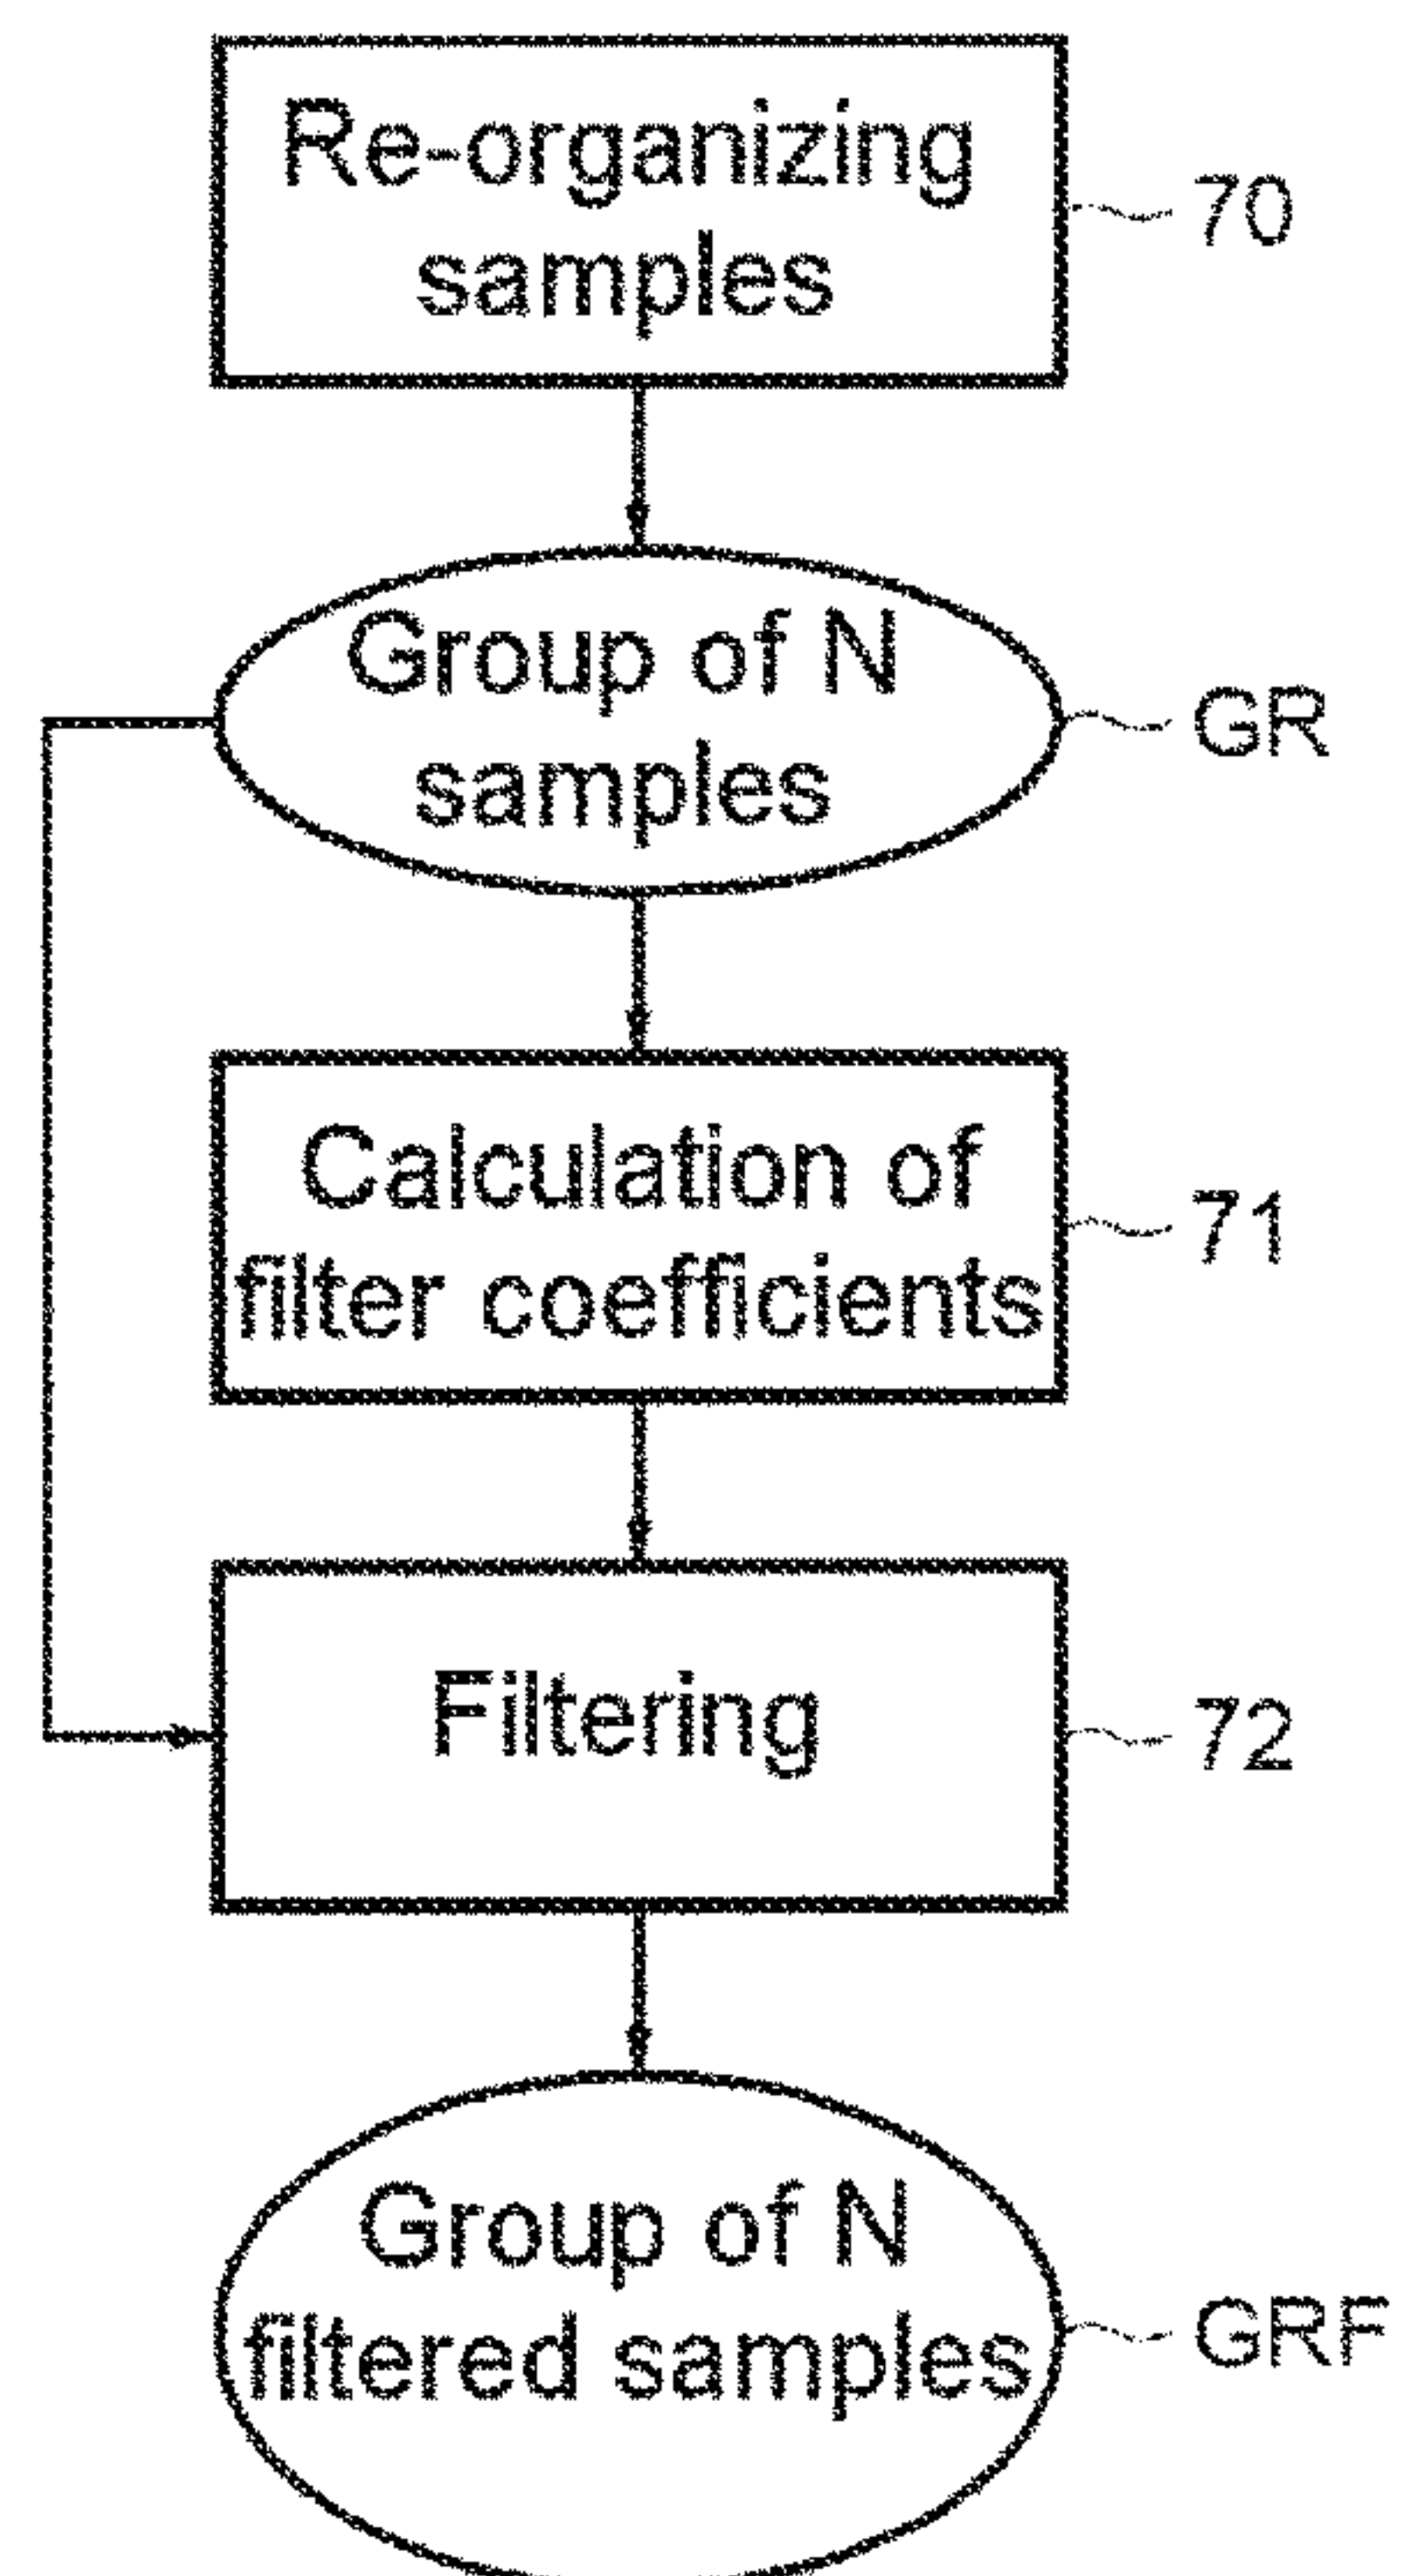 Re-organizing
samples
70
Group of N
samples
GR
Calculation of
filter coefficients
71
Filtering
72
Group of N
filtered samples
GRF